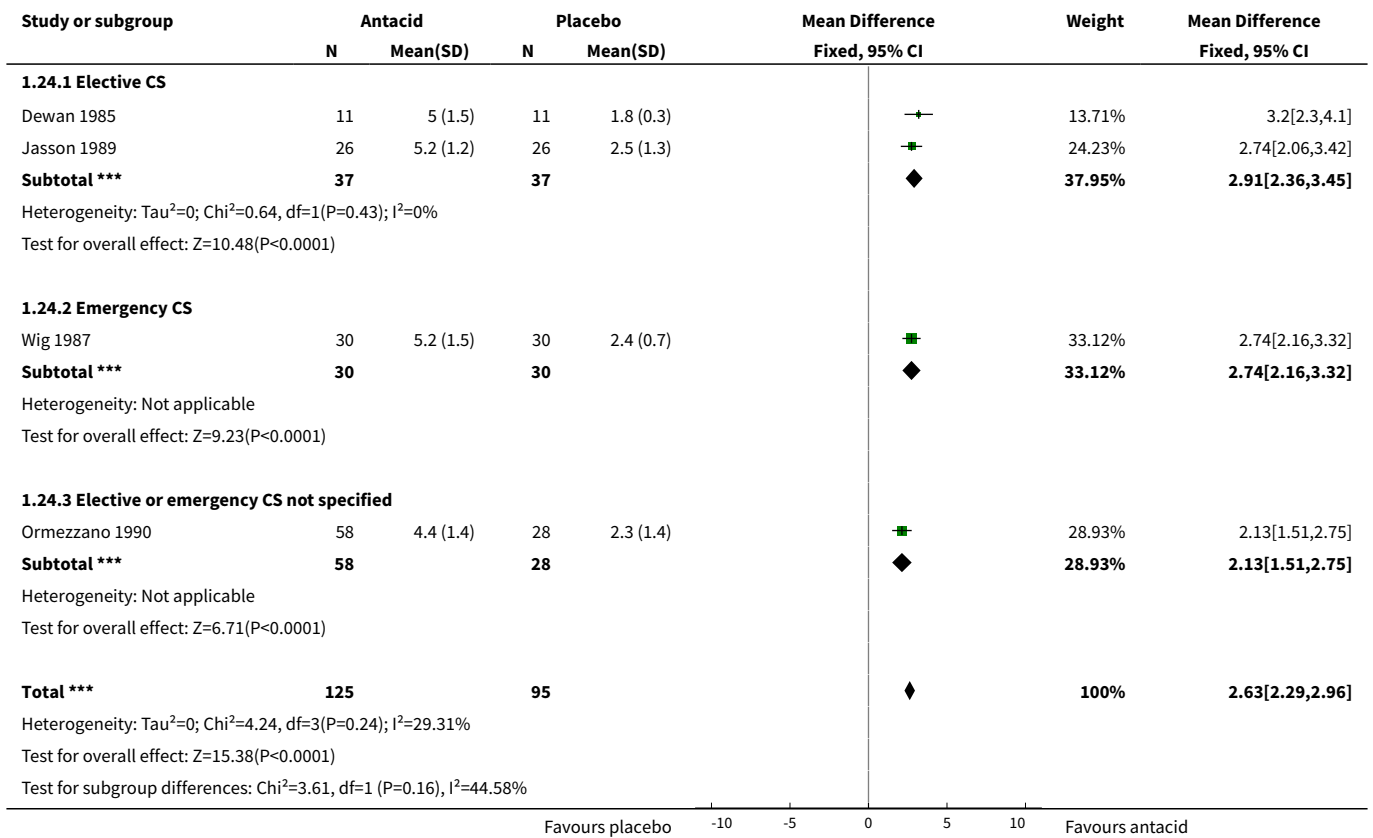 Study or subgroup Antacid Placebo Mean Difference Weight Mean Difference
N Mean(SD) N Mean(SD) Fixed, 95% CI Fixed, 95% CI
1.24.1 Elective CS
Dewan 1985 11 5 (1.5) 11 1.8 (0.3) 13.71% 3.2[2.3,4.1]
Jasson 1989 26 5.2 (1.2) 26 2.5 (1.3) 24.23% 2.74[2.06,3.42]
Subtotal *** 37 37 37.95% 2.91[2.36,3.45]
Heterogeneity: Tau²=0; Chi²=0.64, df=1(P=0.43); I²=0%
Test for overall effect: Z=10.48(P<0.0001)
1.24.2 Emergency CS
Wig 1987 30 5.2 (1.5) 30 2.4 (0.7) 33.12% 2.74[2.16,3.32]
Subtotal *** 30 30 33.12% 2.74[2.16,3.32]
Heterogeneity: Not applicable
Test for overall effect: Z=9.23(P<0.0001)
1.24.3 Elective or emergency CS not specified
Ormezzano 1990 58 4.4 (1.4) 28 2.3 (1.4) 28.93% 2.13[1.51,2.75]
Subtotal *** 58 28 28.93% 2.13[1.51,2.75]
Heterogeneity: Not applicable
Test for overall effect: Z=6.71(P<0.0001)
Total *** 125 95 100% 2.63[2.29,2.96]
Heterogeneity: Tau²=0; Chi²=4.24, df=3(P=0.24); I²=29.31%
Test for overall effect: Z=15.38(P<0.0001)
Test for subgroup differences: Chi²=3.61, df=1 (P=0.16), I²=44.58%
Favours placebo -10 -5 0 5 10 Favours antacid